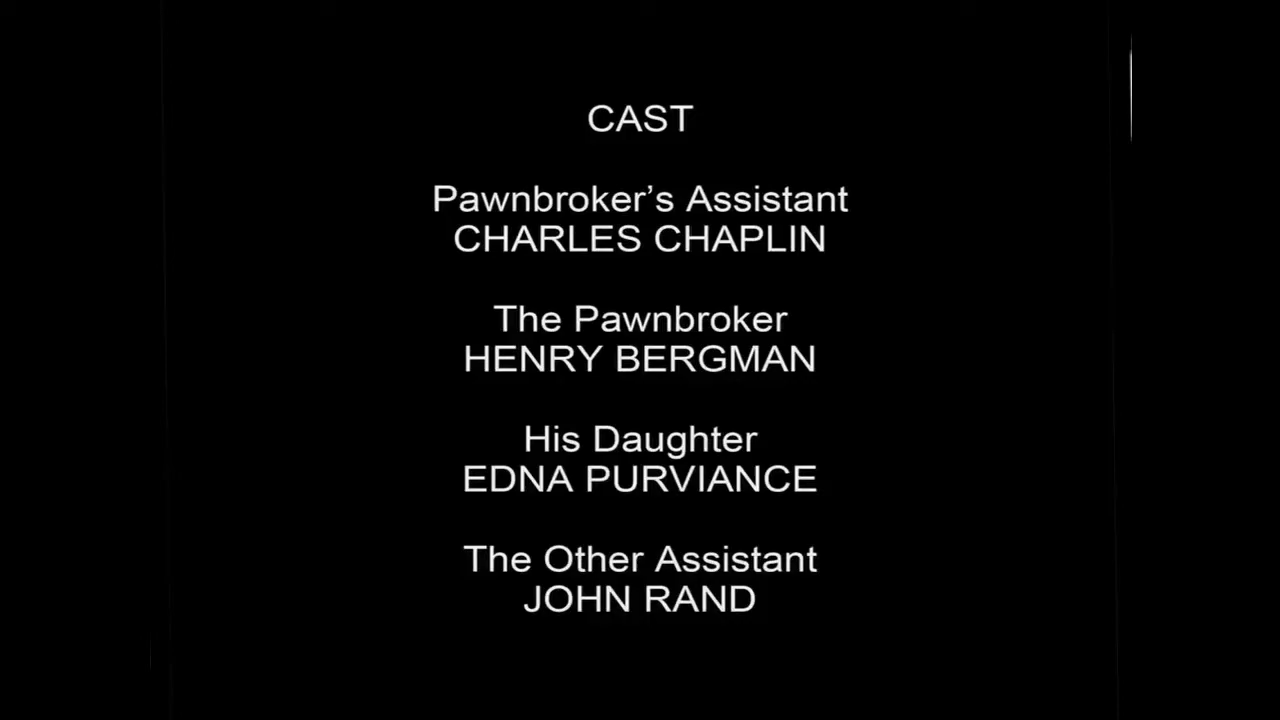 CAST
Pawnbroker’s Assistant
CHARLES CHAPLIN
The Pawnbroker
HENRY BERGMAN
His Daughter
EDNA PURVIANCE
The Other Assistant
JOHN RAND